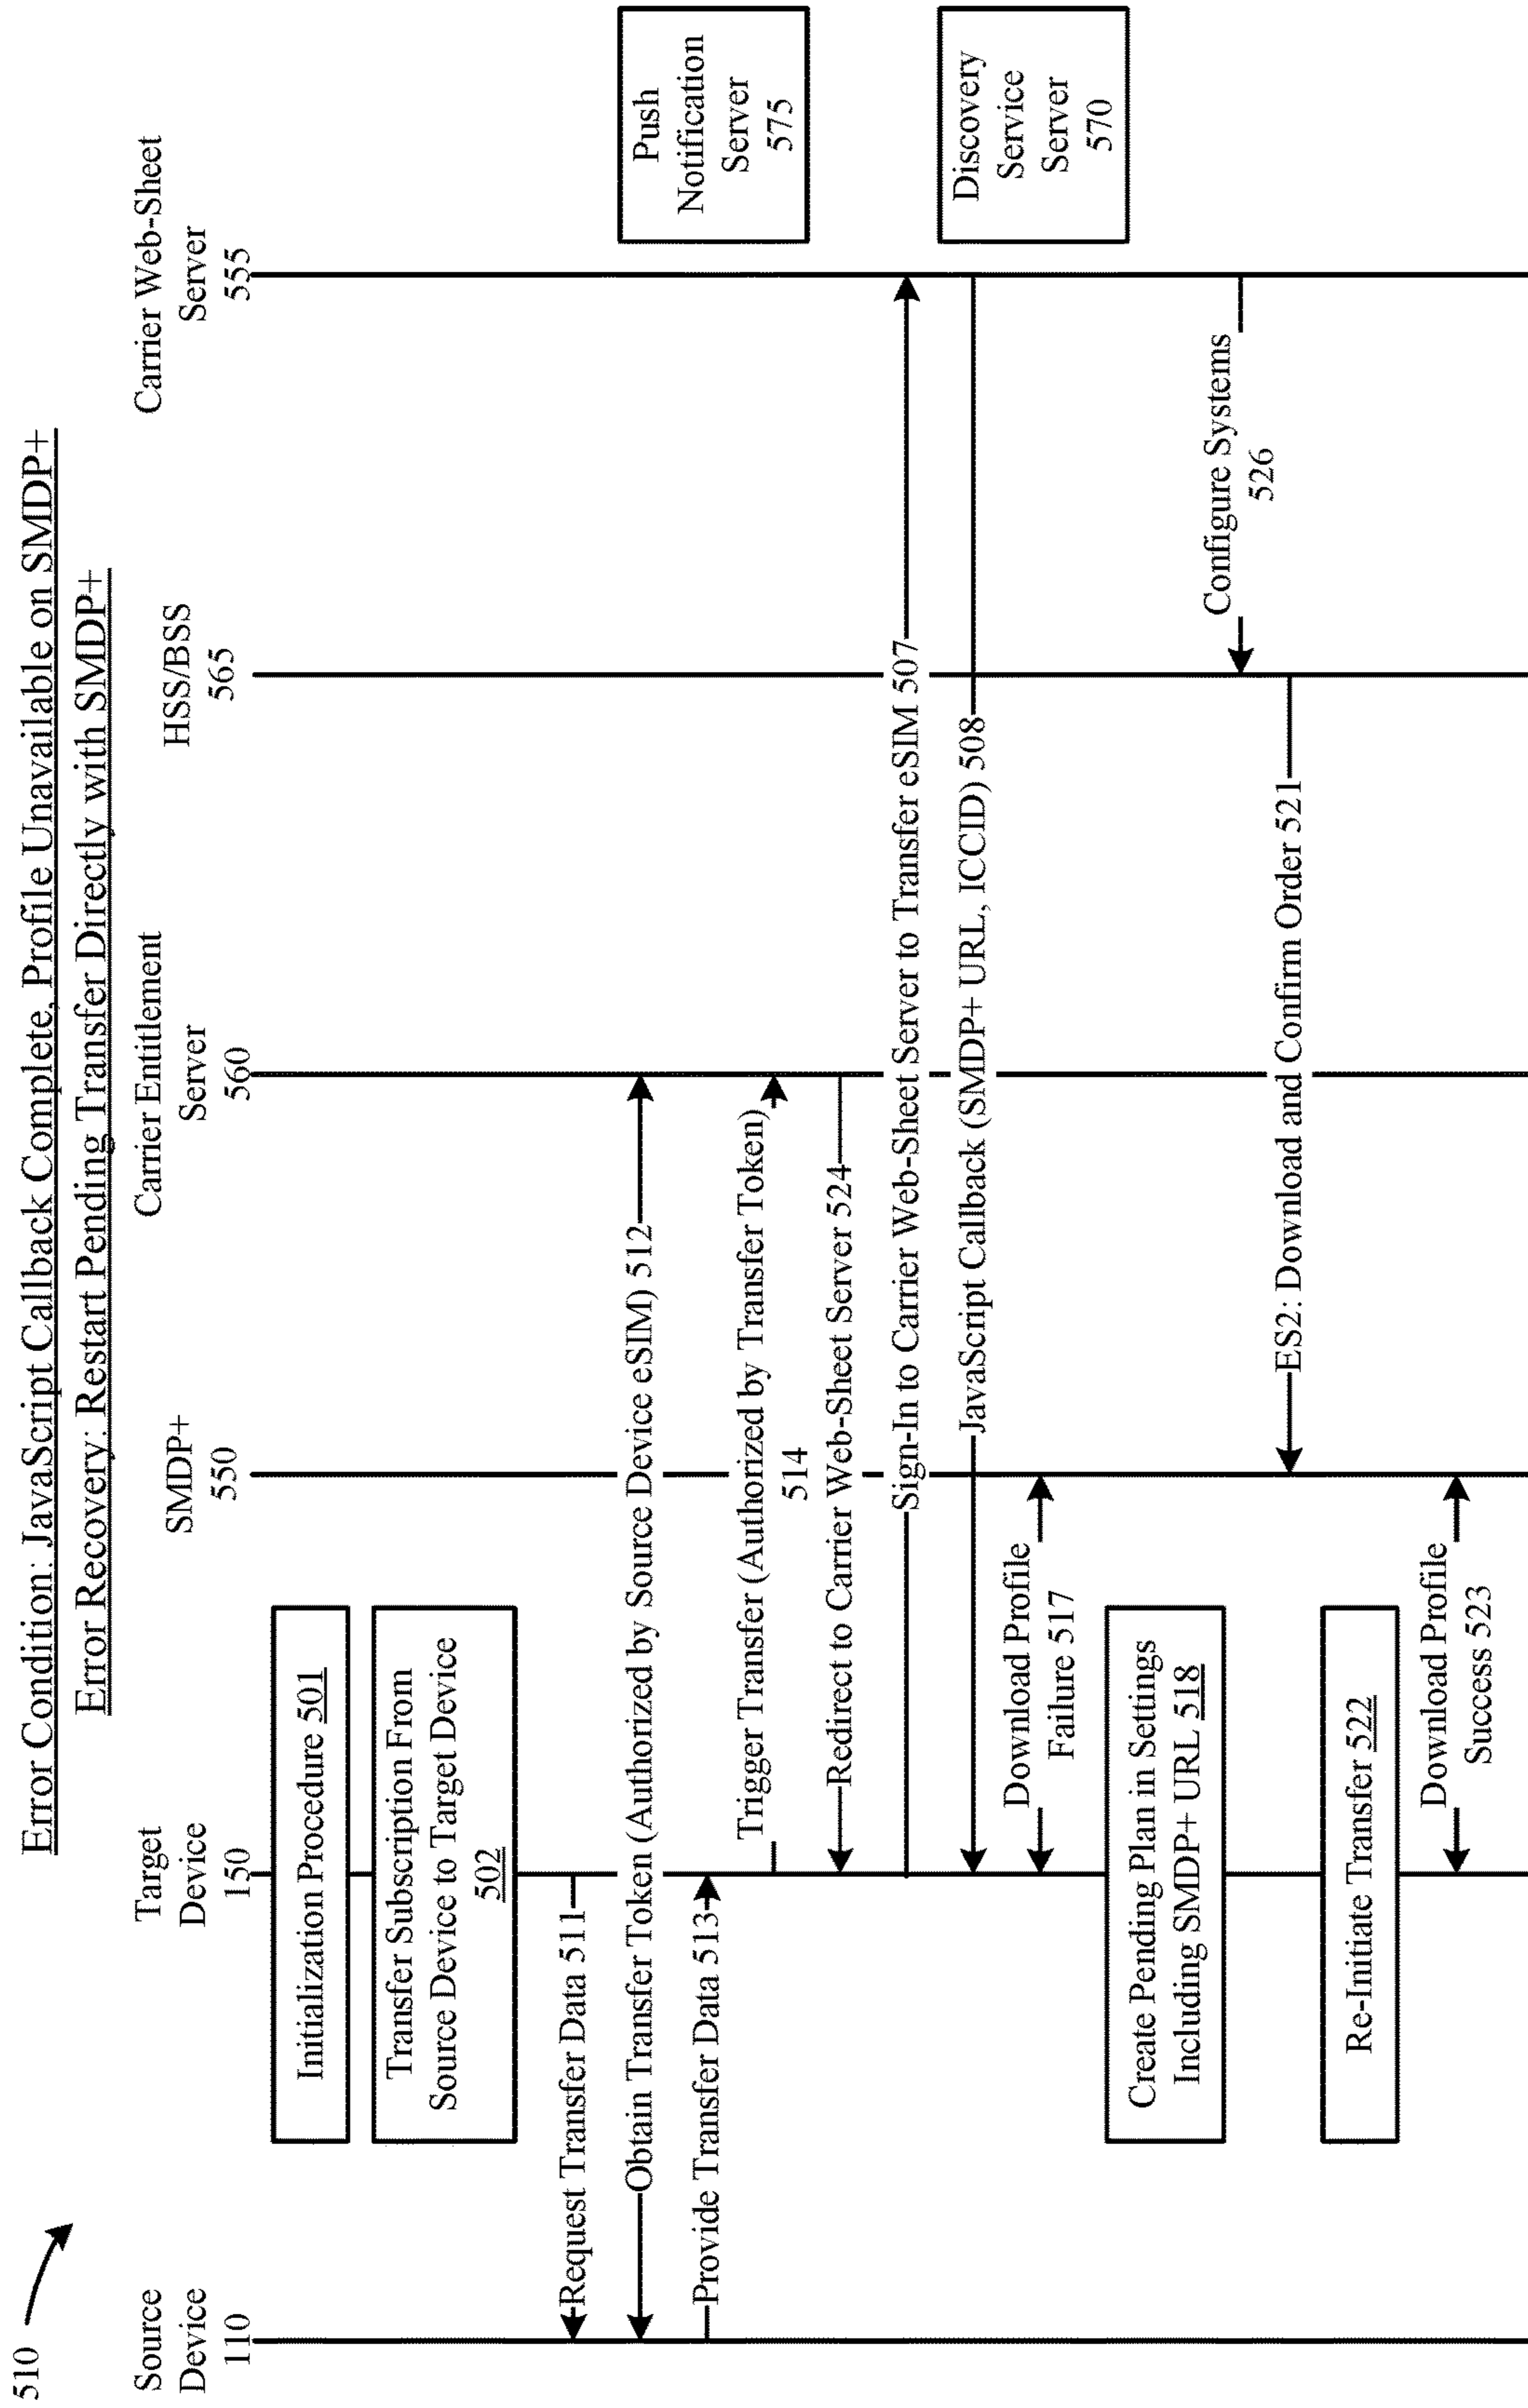 510
Error Condition: JavaScript Callback Complete, Profile Unavailable on SMDP+
Error Recovery: Restart Pending Transfer Directly with SMDP+
Source
Device
110
Target
Device
150
SMDP+
550
Carrier Entitlement
Server
560
HSS/BSS
565
Carrier Web-Sheet
Server
555
Initialization Procedure 501
Transfer Subscription From
Source Device to Target Device
502
Request Transfer Data 511
Obtain Transfer Token (Authorized by Source Device eSIM) 512
Provide Transfer Data 513
Push
Notification
Server
575
Trigger Transfer (Authorized by Transfer Token)
514
Redirect to Carrier Web-Sheet Server 524
Sign-In to Carrier Web-Sheet Server to Transfer eSIM 507
JavaScript Callback (SMDP+ URL, ICCID) 508
Discovery
Service
Server
570
Download Profile
Failure 517
Create Pending Plan in Settings
Including SMDP+ URL 518
Configure Systems
526
ES2: Download and Confirm Order 521
Re-Initiate Transfer 522
Download Profile
Success 523